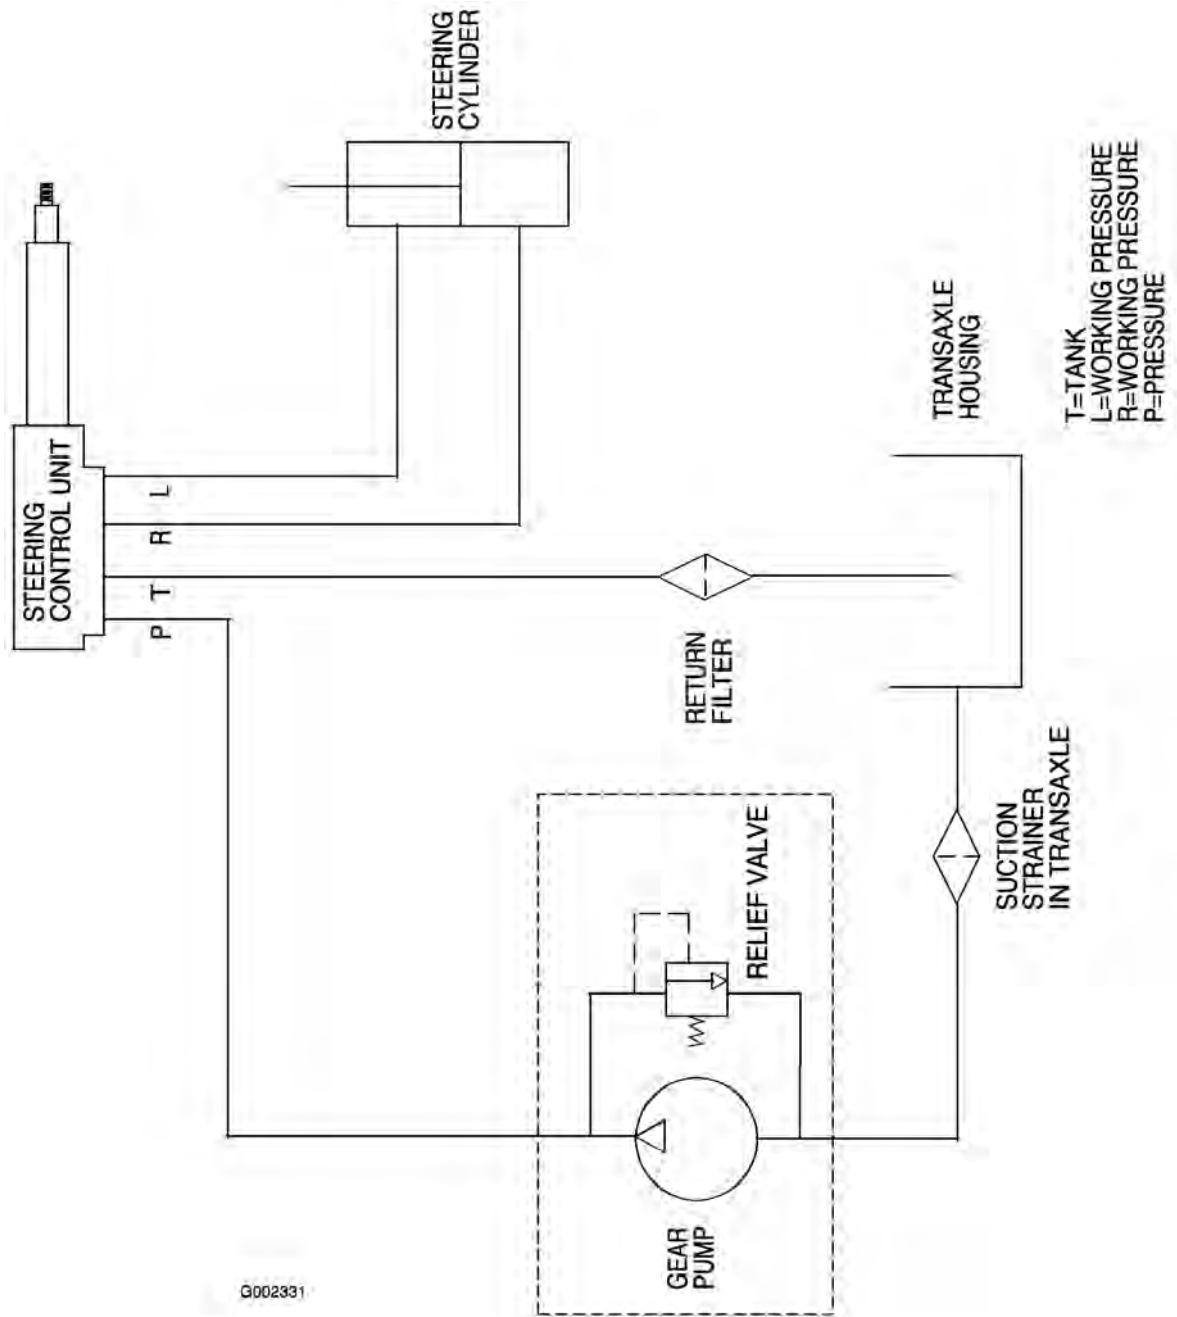 STEERING
CONTROL UNIT
STEERING
CYLINDER
P T R L
RETURN
FILTER
TRANSAXLE
HOUSING
T=TANK
L=WORKING PRESSURE
R=WORKING PRESSURE
P=PRESSURE
RELIEF VALVE
SUCTION
STRAINER
IN TRANSAXLE
GEAR
PUMP
G002331